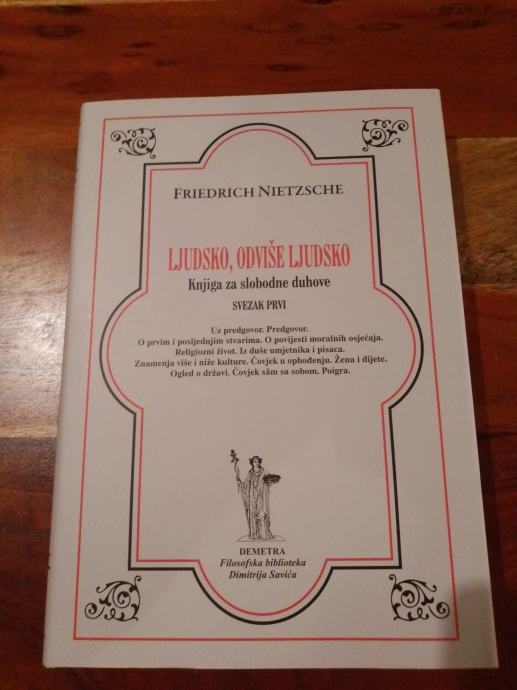 FRIEDRICH NIETZSCHE
LJUDSKO, ODVIŠE LJUDSKO
Knjiga za slobodne duhove
SVEZAK PRVI
Uz predgovor. Predgovor.
O prvim i posljednjim stvarima. O povijesti moralnih osjećaja.
Religiozni život. Iz duše umjetnika i pisaca.
Znamenja više i niže kulture. Čovjek u ophođenju. Žena i dijete.
Ogled o državi. Čovjek sâm sa sobom. Poigra.
DEMETRA
Filosofska biblioteka
Dimitrija Savića